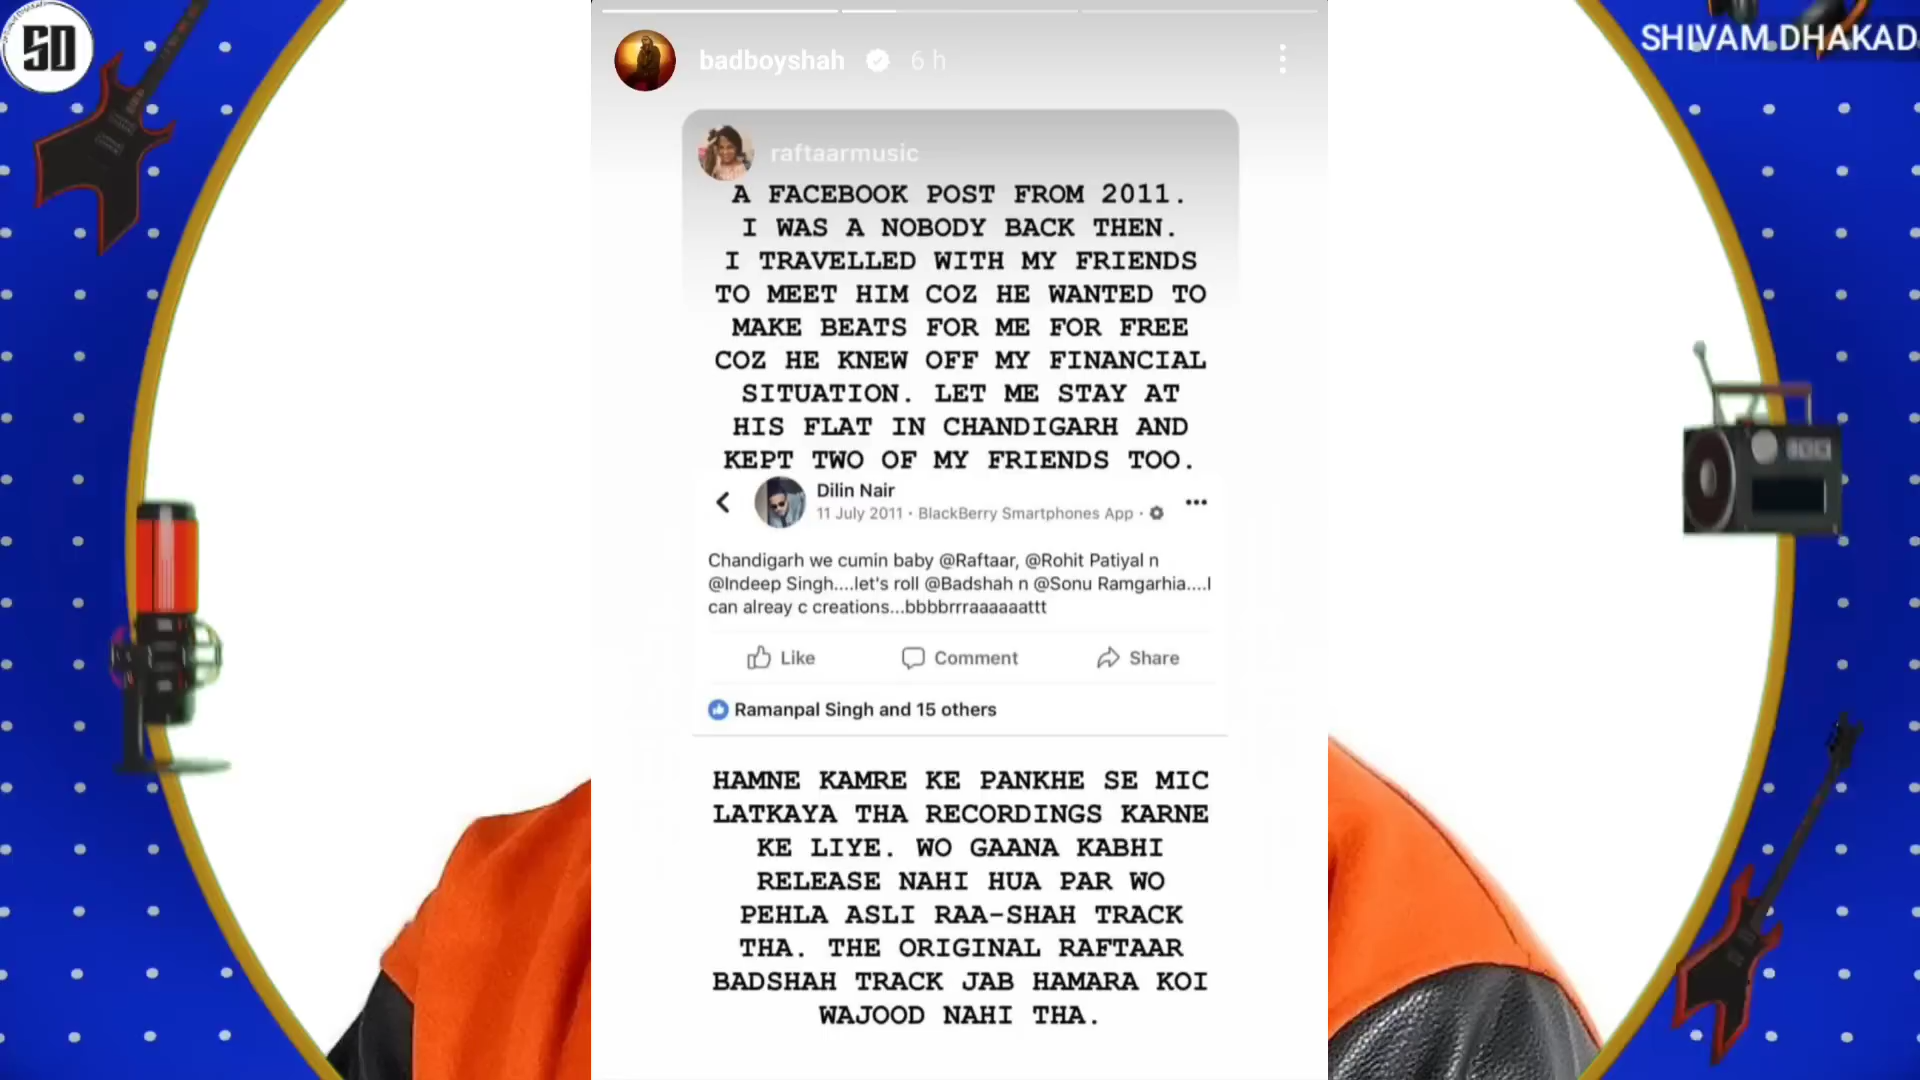 SD
SHIVAM DHAKAD
badboyshah 6 h
raftaarmusic
A FACEBOOK POST FROM 2011.
I WAS A NOBODY BACK THEN.
I TRAVELLED WITH MY FRIENDS
TO MEET HIM COZ HE WANTED TO
MAKE BEATS FOR ME FOR FREE
COZ HE KNEW OFF MY FINANCIAL
SITUATION. LET ME STAY AT
HIS FLAT IN CHANDIGARH AND
KEPT TWO OF MY FRIENDS TOO.
Dilin Nair
11 July 2011 · BlackBerry Smartphones App ·
Chandigarh we cumin baby @Raftaar, @Rohit Patiyal n
@Indeep Singh....let's roll @Badshah n @Sonu Ramgarhia....I
can alreay c creations...bbbbrrraaaaaattt
Like Comment Share
Ramanpal Singh and 15 others
HAMNE KAMRE KE PANKHE SE MIC
LATKAYA THA RECORDINGS KARNE
KE LIYE. WO GAANA KABHI
RELEASE NAHI HUA PAR WO
PEHLA ASLI RAA-SHAH TRACK
THA. THE ORIGINAL RAFTAAR
BADSHAH TRACK JAB HAMARA KOI
WAJOOD NAHI THA.